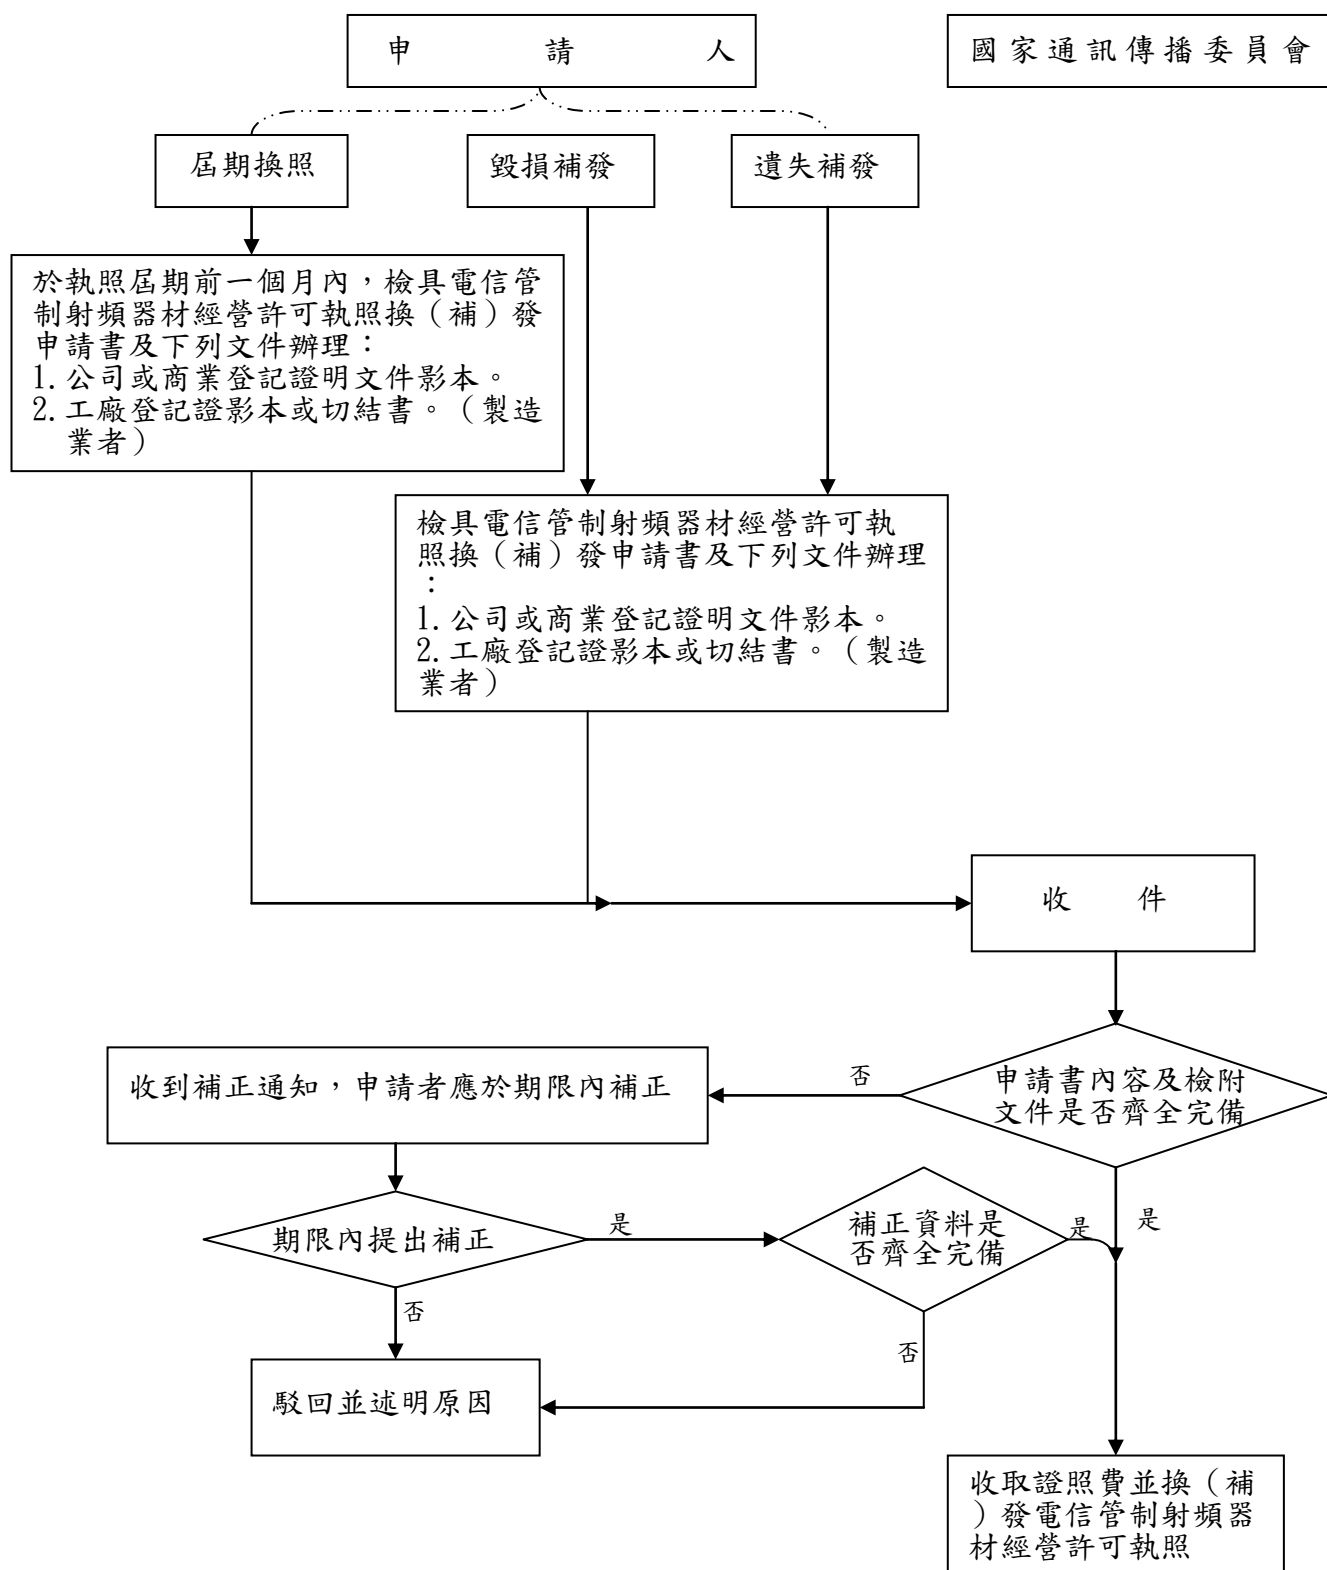 申請人
國家通訊傳播委員會
屆期換照
毀損補發
遺失補發
於執照屆期前一個月內，檢具電信管
制射頻器材經營許可執照換（補）發
申請書及下列文件辦理：
1.公司或商業登記證明文件影本。
2.工廠登記證影本或切結書。（製造
業者）
檢具電信管制射頻器材經營許可執
照換（補）發申請書及下列文件辦理
：
1.公司或商業登記證明文件影本。
2.工廠登記證影本或切結書。（製造
業者）
收件
申請書內容及檢附
文件是否齊全完備
否
收到補正通知，申請者應於期限內補正
期限內提出補正
是
補正資料是
否齊全完備
是
是
否
否
駁回並述明原因
收取證照費並換（補
）發電信管制射頻器
材經營許可執照